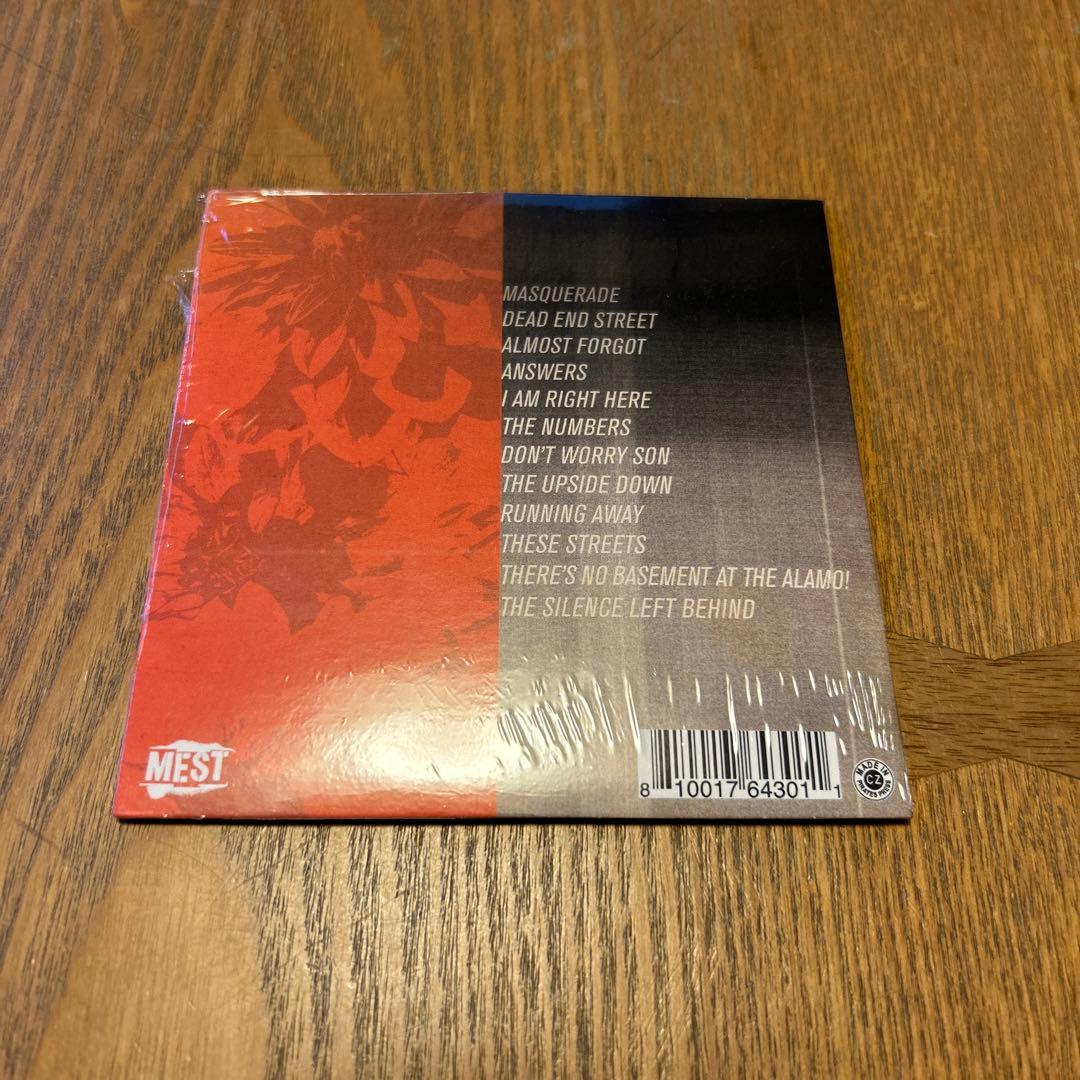 MASQUERADE
DEAD END STREET
ALMOST FORGOT
ANSWERS
I AM RIGHT HERE
THE NUMBERS
DON'T WORRY SON
THE UPSIDE DOWN
RUNNING AWAY
THESE STREETS
THERE'S NO BASEMENT AT THE ALAMO!
THE SILENCE LEFT BEHIND
MEST
8 10017 64301 1
MADE IN
CZ
PIRATES PRESS